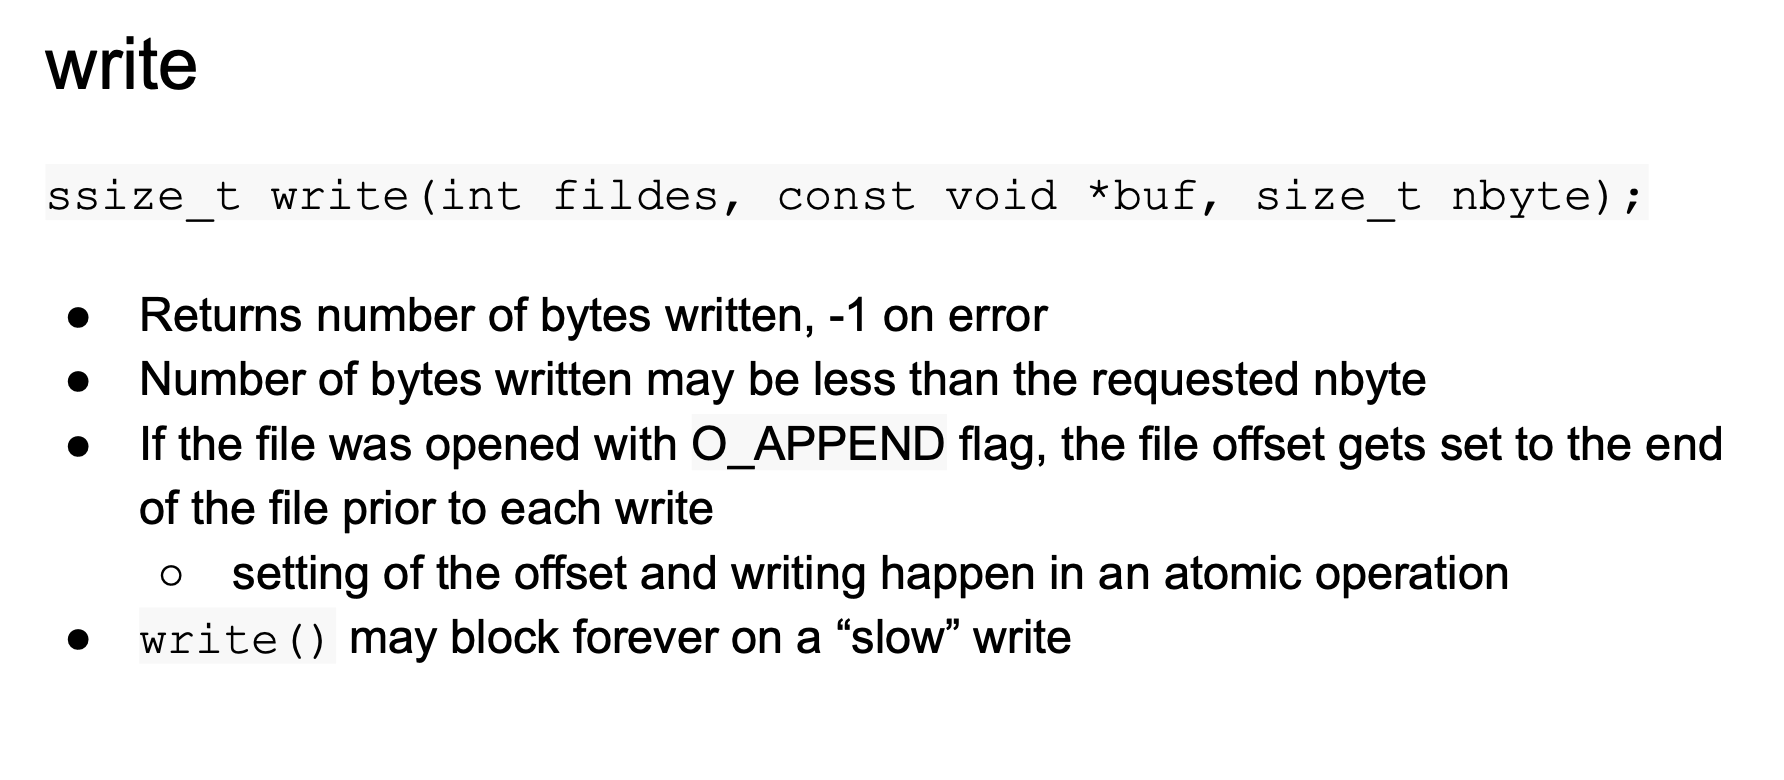 write
ssize_t write(int fildes, const void *buf, size_t nbyte);
● Returns number of bytes written, -1 on error
● Number of bytes written may be less than the requested nbyte
● If the file was opened with O_APPEND flag, the file offset gets set to the end
of the file prior to each write
○ setting of the offset and writing happen in an atomic operation
● write() may block forever on a “slow” write